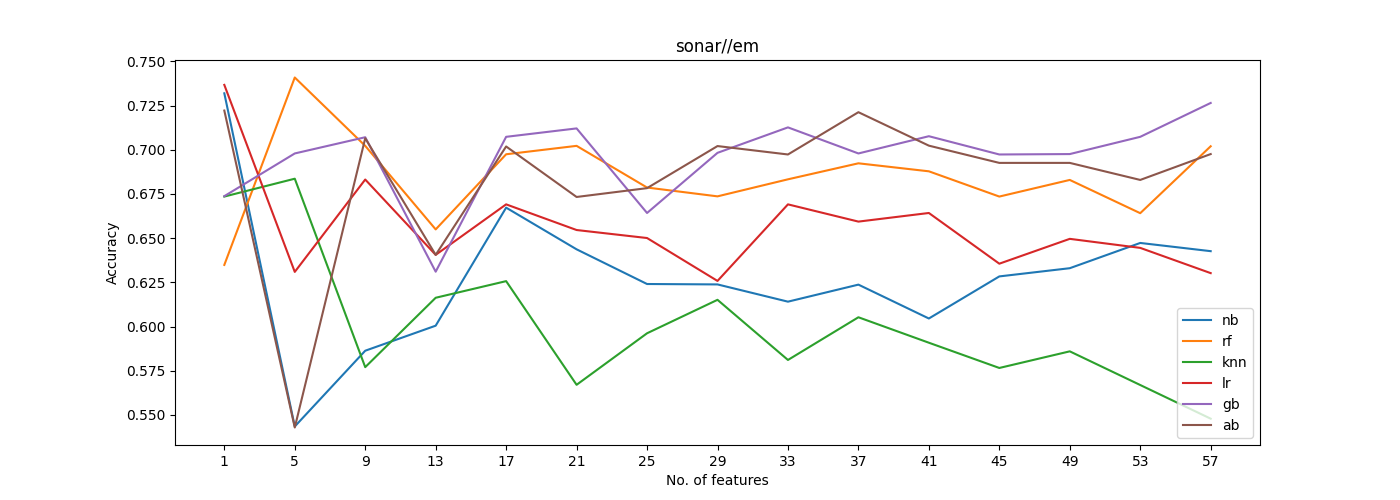 sonar//em
0.750
0.725
0.700
0.675
0.650
0.625
0.600
0.575
0.550
Accuracy
nb
rf
knn
lr
gb
ab
1 5 9 13 17 21 25 29 33 37 41 45 49 53 57
No. of features